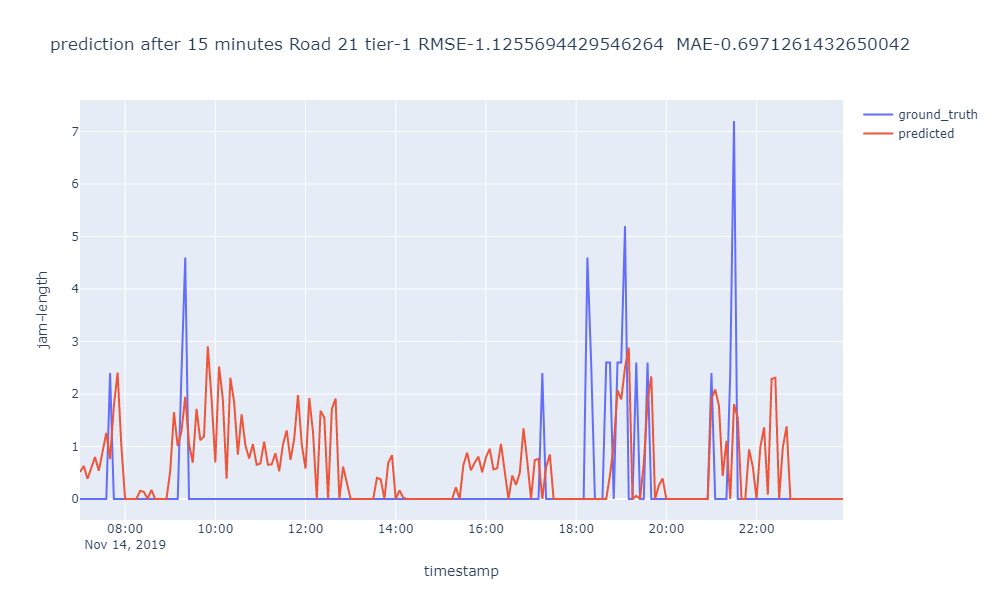 prediction after 15 minutes Road 21 tier-1 RMSE-1.1255694429546264  MAE-0.6971261432650042
ground_truth
predicted
jam-length
7
6
5
4
3
2
1
0
08:00 10:00 12:00 14:00 16:00 18:00 20:00 22:00
Nov 14, 2019
timestamp